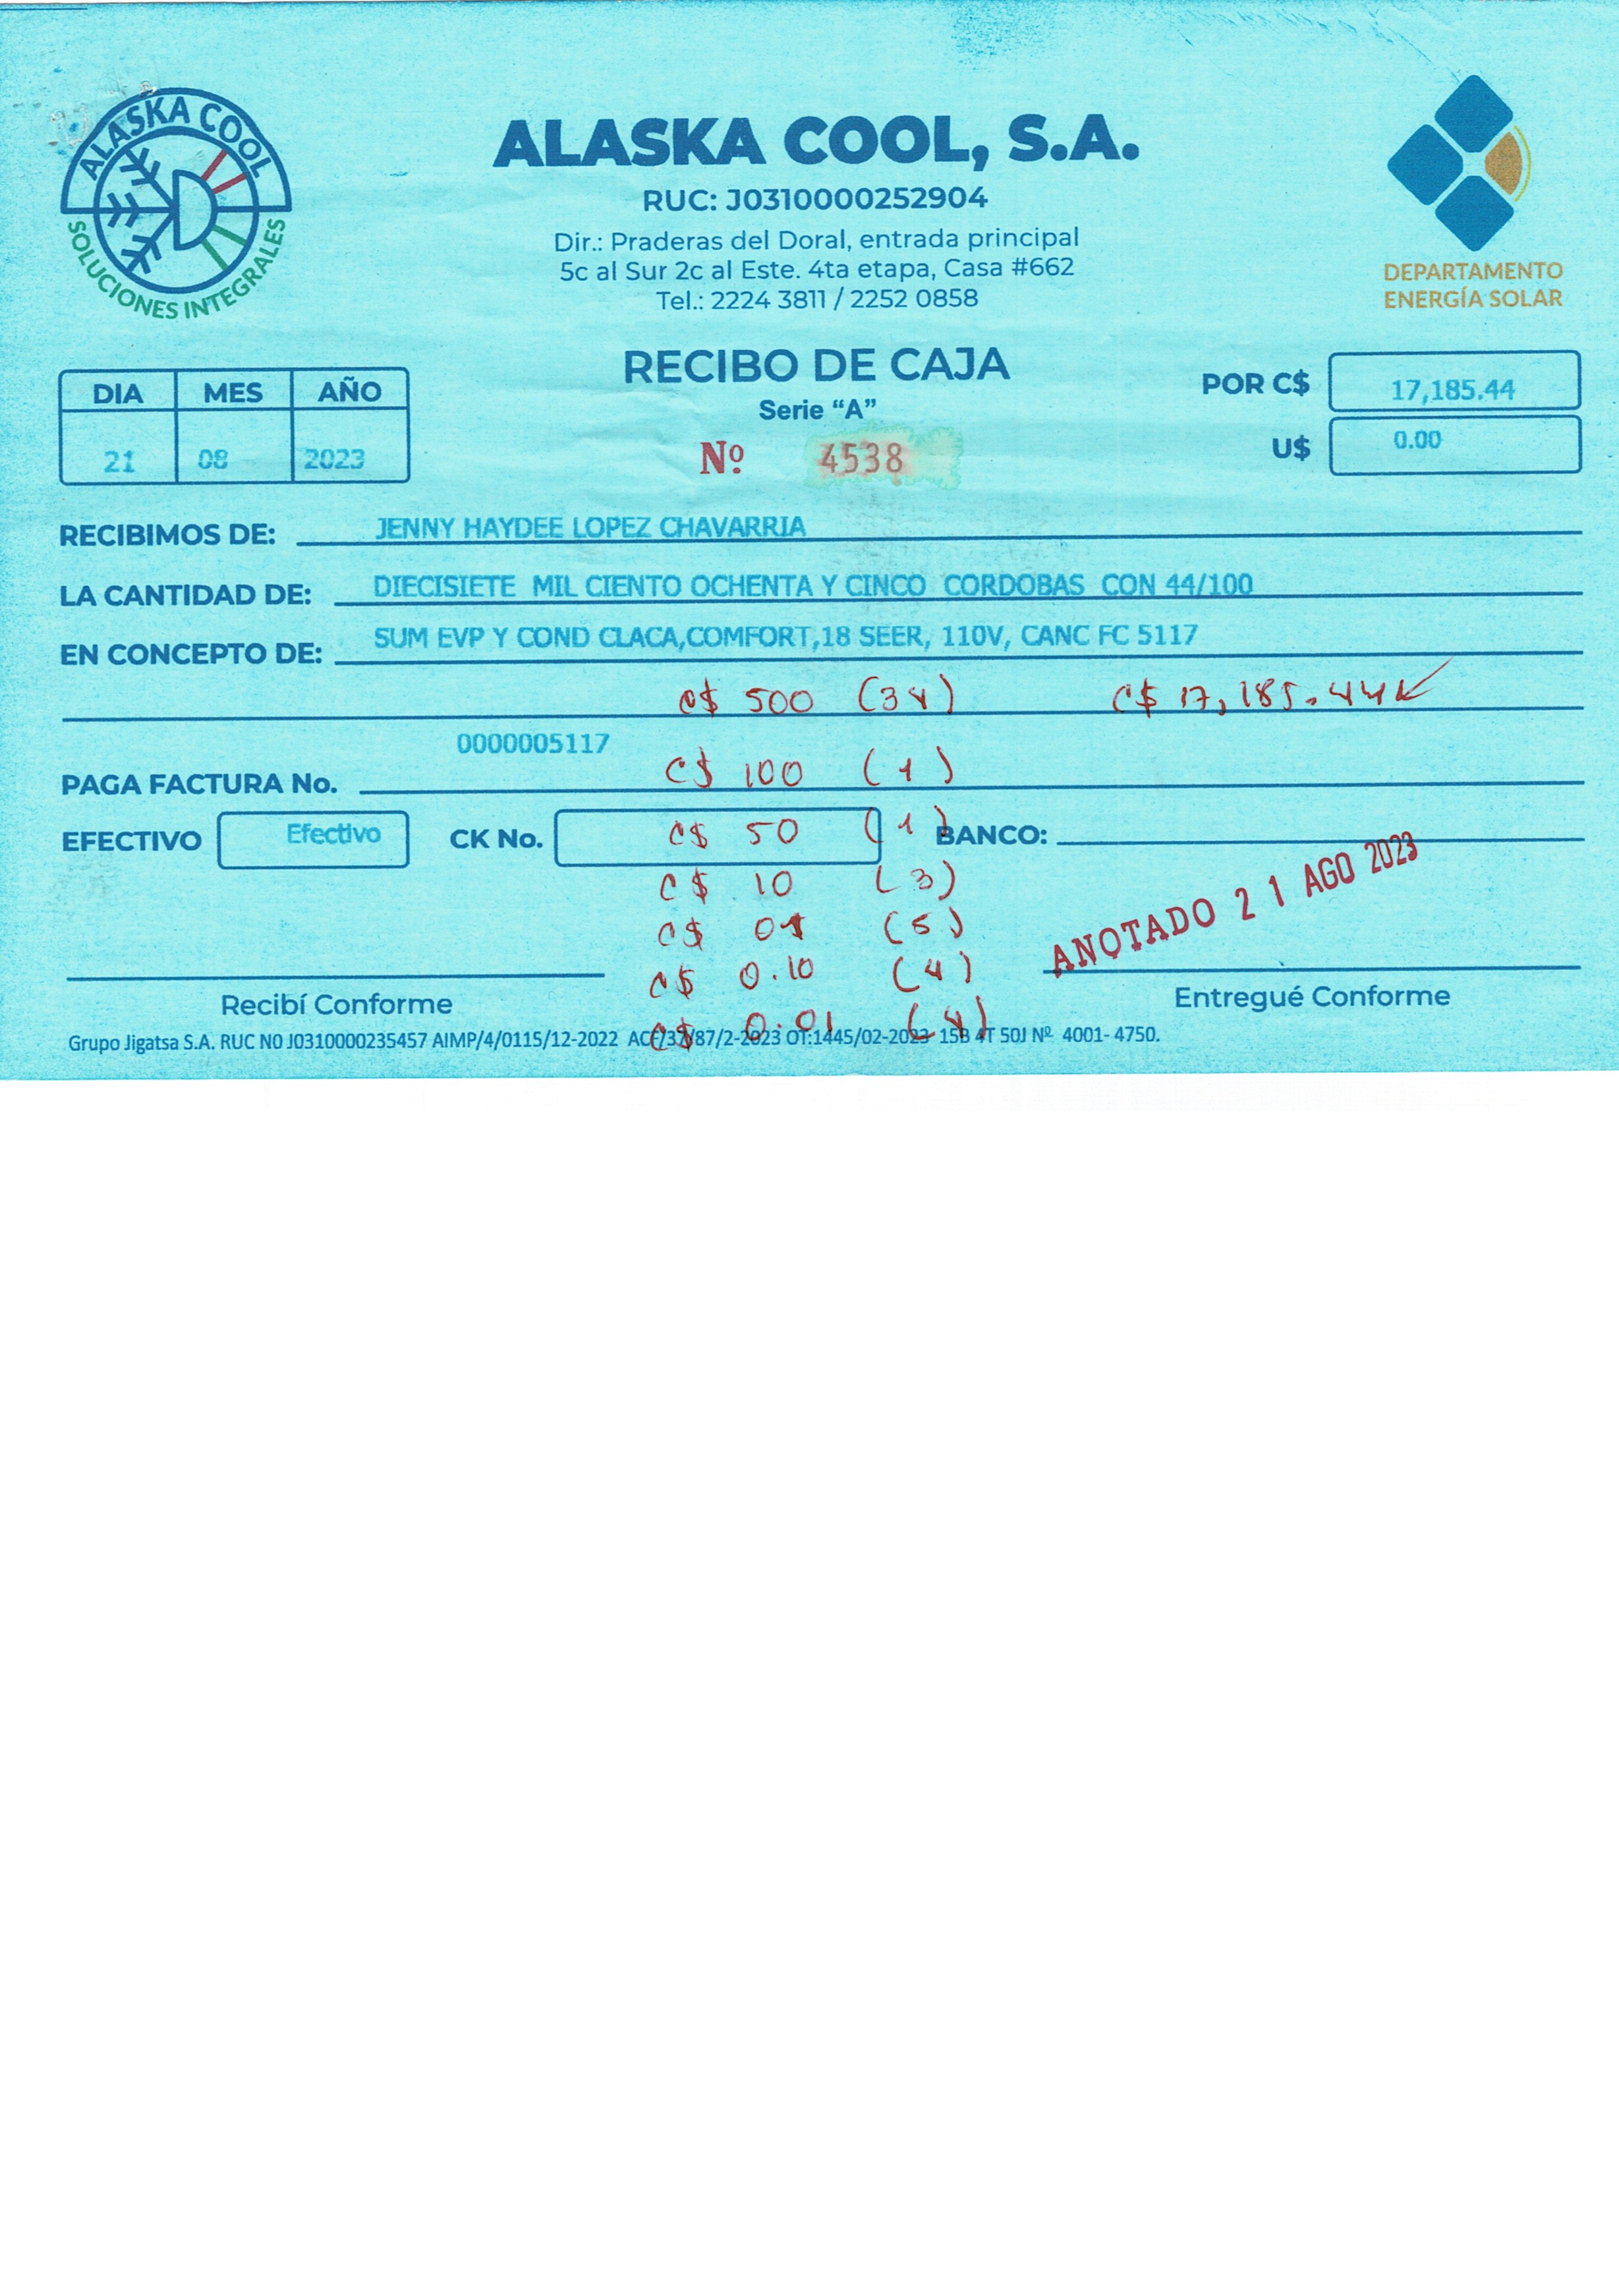 ALASKA COOL
SOLUCIONES INTEGRALES
ALASKA COOL, S.A.
RUC: J0310000252904
Dir.: Praderas del Doral, entrada principal
5c al Sur 2c al Este. 4ta etapa, Casa #662
Tel.: 2224 3811 / 2252 0858
DEPARTAMENTO
ENERGÍA SOLAR
RECIBO DE CAJA
Serie “A”
Nº 4538
DIA MES AÑO
21 08 2023
POR C$ 17,185.44
U$ 0.00
RECIBIMOS DE: JENNY HAYDEE LOPEZ CHAVARRIA
LA CANTIDAD DE: DIECISIETE MIL CIENTO OCHENTA Y CINCO CORDOBAS CON 44/100
EN CONCEPTO DE: SUM EVP Y COND CLACA,COMFORT,18 SEER, 110V, CANC FC 5117
C$ 500 (34) C$ 17,185.44
0000005117
PAGA FACTURA No.
C$ 100 (1)
EFECTIVO Efectivo CK No. BANCO:
C$ 50 (1)
C$ 10 (3)
C$ 01 (5)
C$ 0.10 (4)
C$ 0.01 (4)
ANOTADO 21 AGO 2023
Recibí Conforme
Entregué Conforme
Grupo Jigatsa S.A. RUC N0 J0310000235457 AIMP/4/0115/12-2022 87/2-2023 OT:1445/02-2023 15B 4T 50J Nº 4001- 4750.